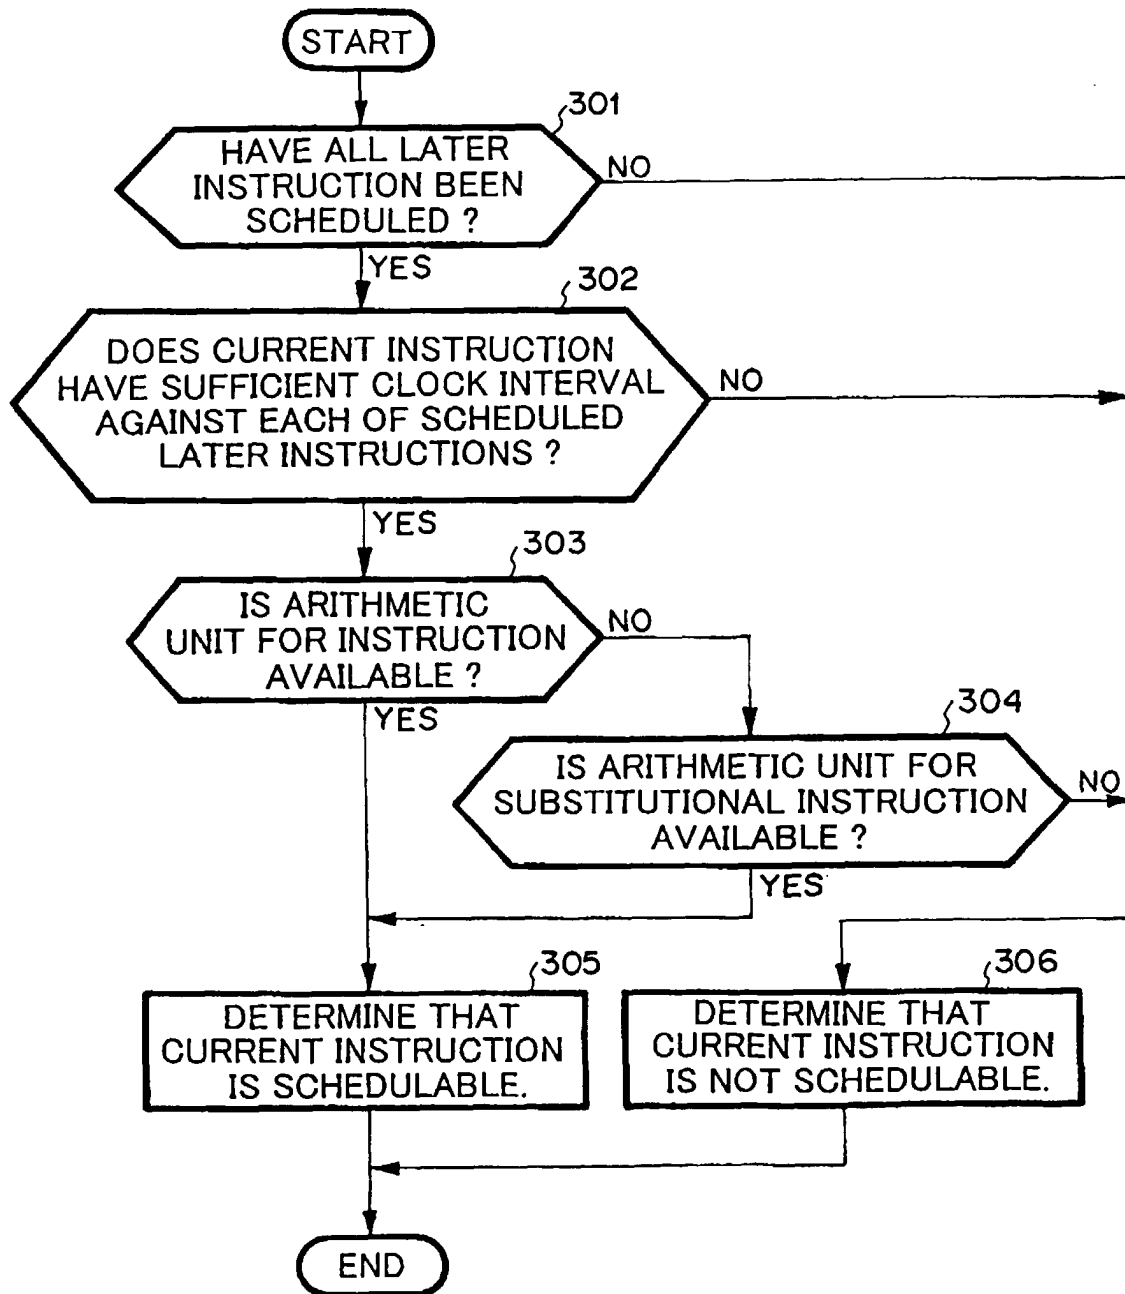 START
301
HAVE ALL LATER
INSTRUCTION BEEN
SCHEDULED ?
NO
YES
302
DOES CURRENT INSTRUCTION
HAVE SUFFICIENT CLOCK INTERVAL
AGAINST EACH OF SCHEDULED
LATER INSTRUCTIONS ?
NO
YES
303
IS ARITHMETIC
UNIT FOR INSTRUCTION
AVAILABLE ?
NO
YES
304
IS ARITHMETIC UNIT FOR
SUBSTITUTIONAL INSTRUCTION
AVAILABLE ?
NO
YES
305
DETERMINE THAT
CURRENT INSTRUCTION
IS SCHEDULABLE.
306
DETERMINE THAT
CURRENT INSTRUCTION
IS NOT SCHEDULABLE.
END